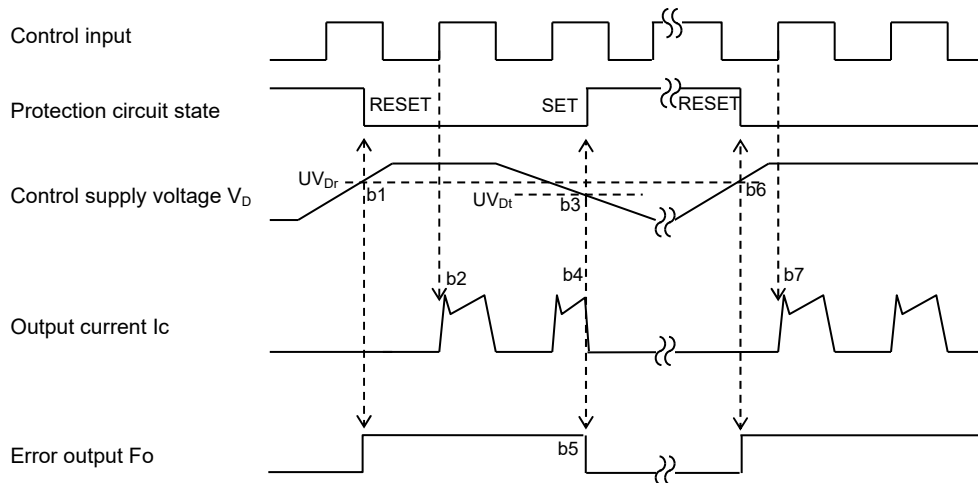 Control input
Protection circuit state
RESET
SET
RESET
Control supply voltage VD
UVDr
b1
UVDt
b3
b6
b2
b4
b7
Output current Ic
Error output Fo
b5